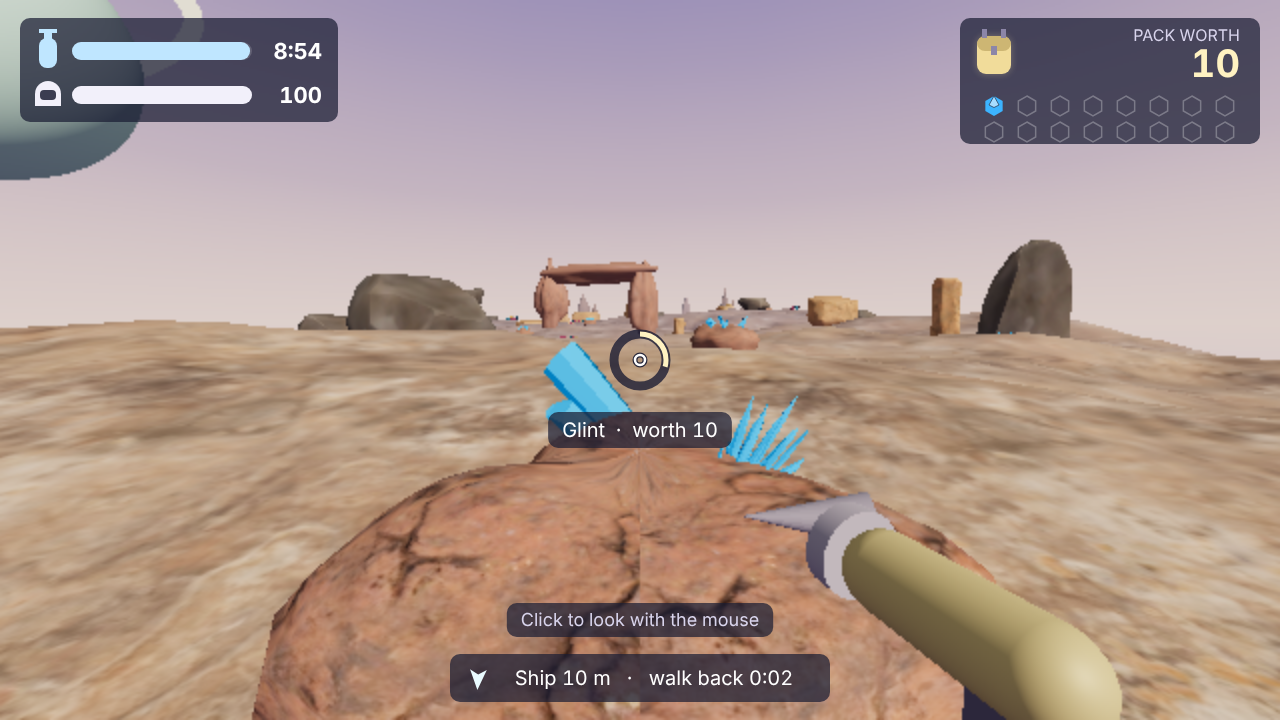 8:54
100
PACK WORTH
10
Glint · worth 10
Click to look with the mouse
Ship 10 m · walk back 0:02